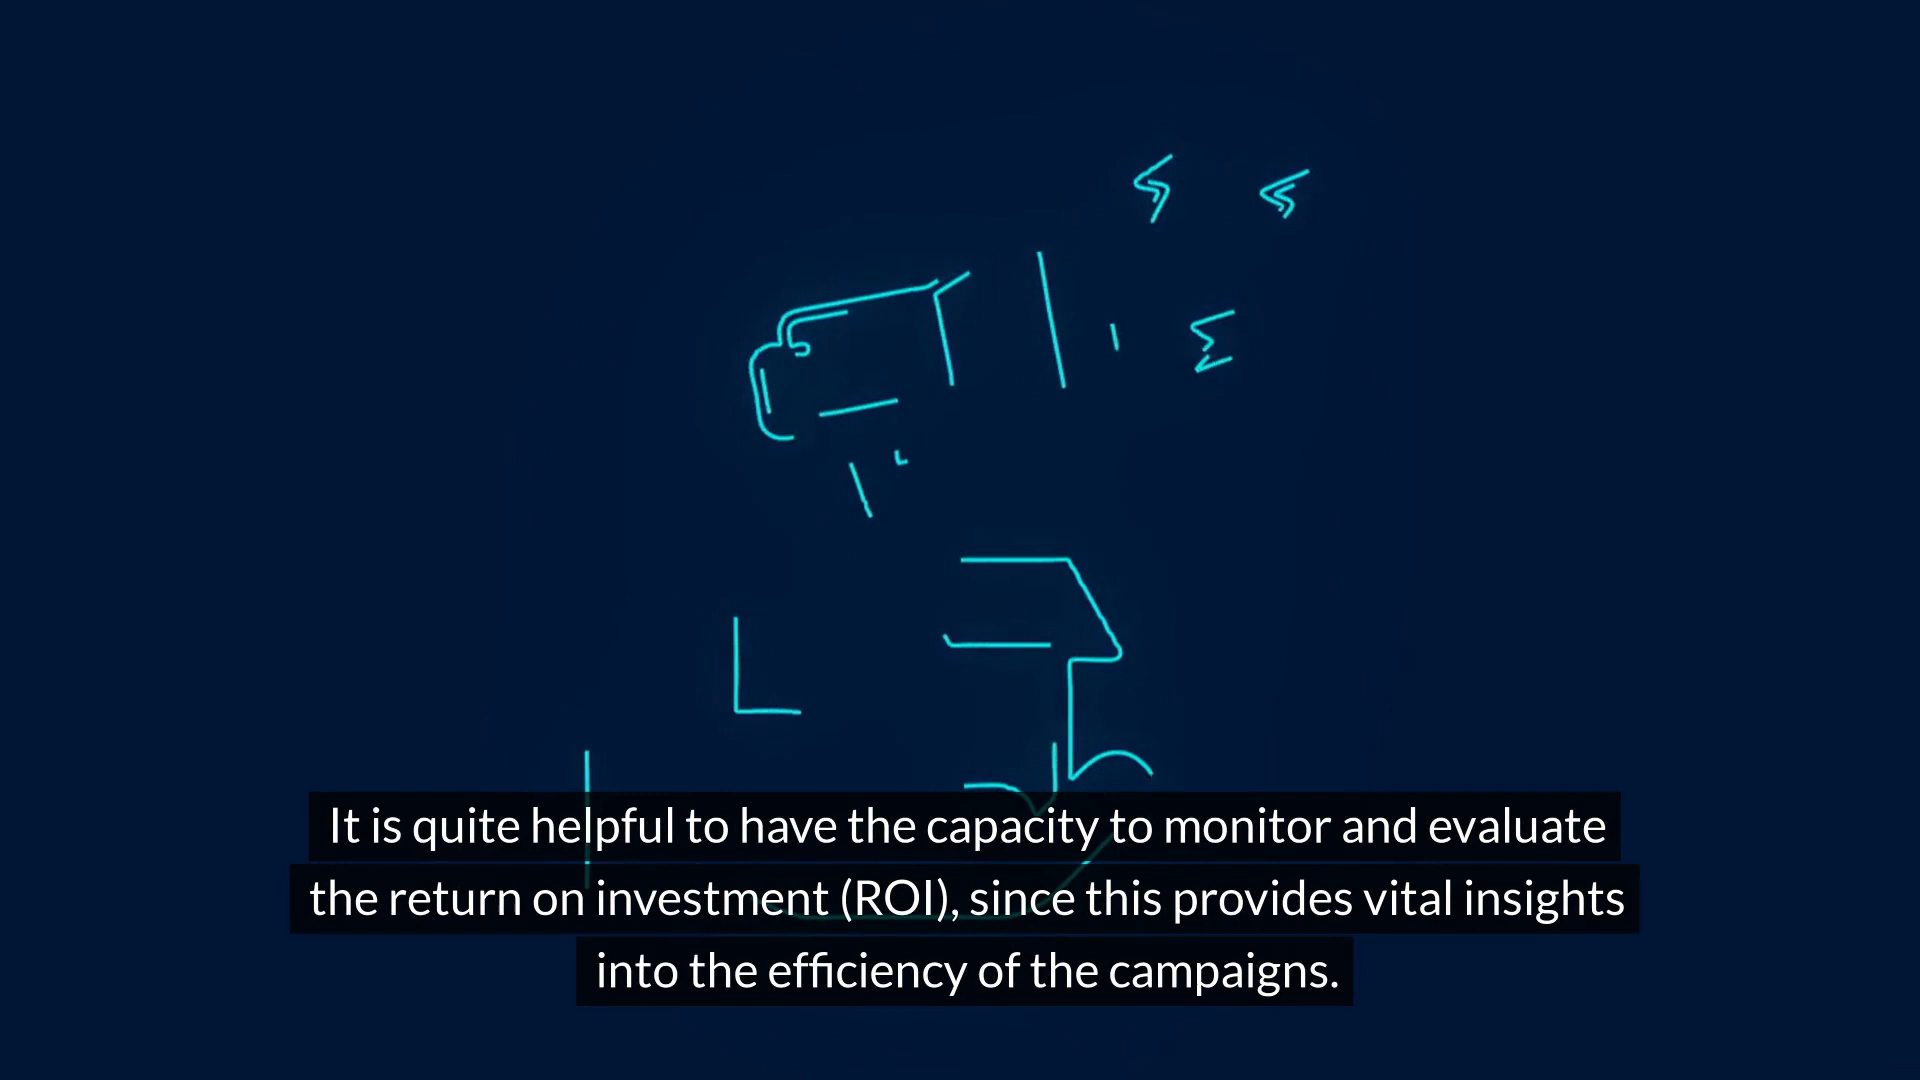 It is quite helpful to have the capacity to monitor and evaluate
the return on investment (ROI), since this provides vital insights
into the efficiency of the campaigns.